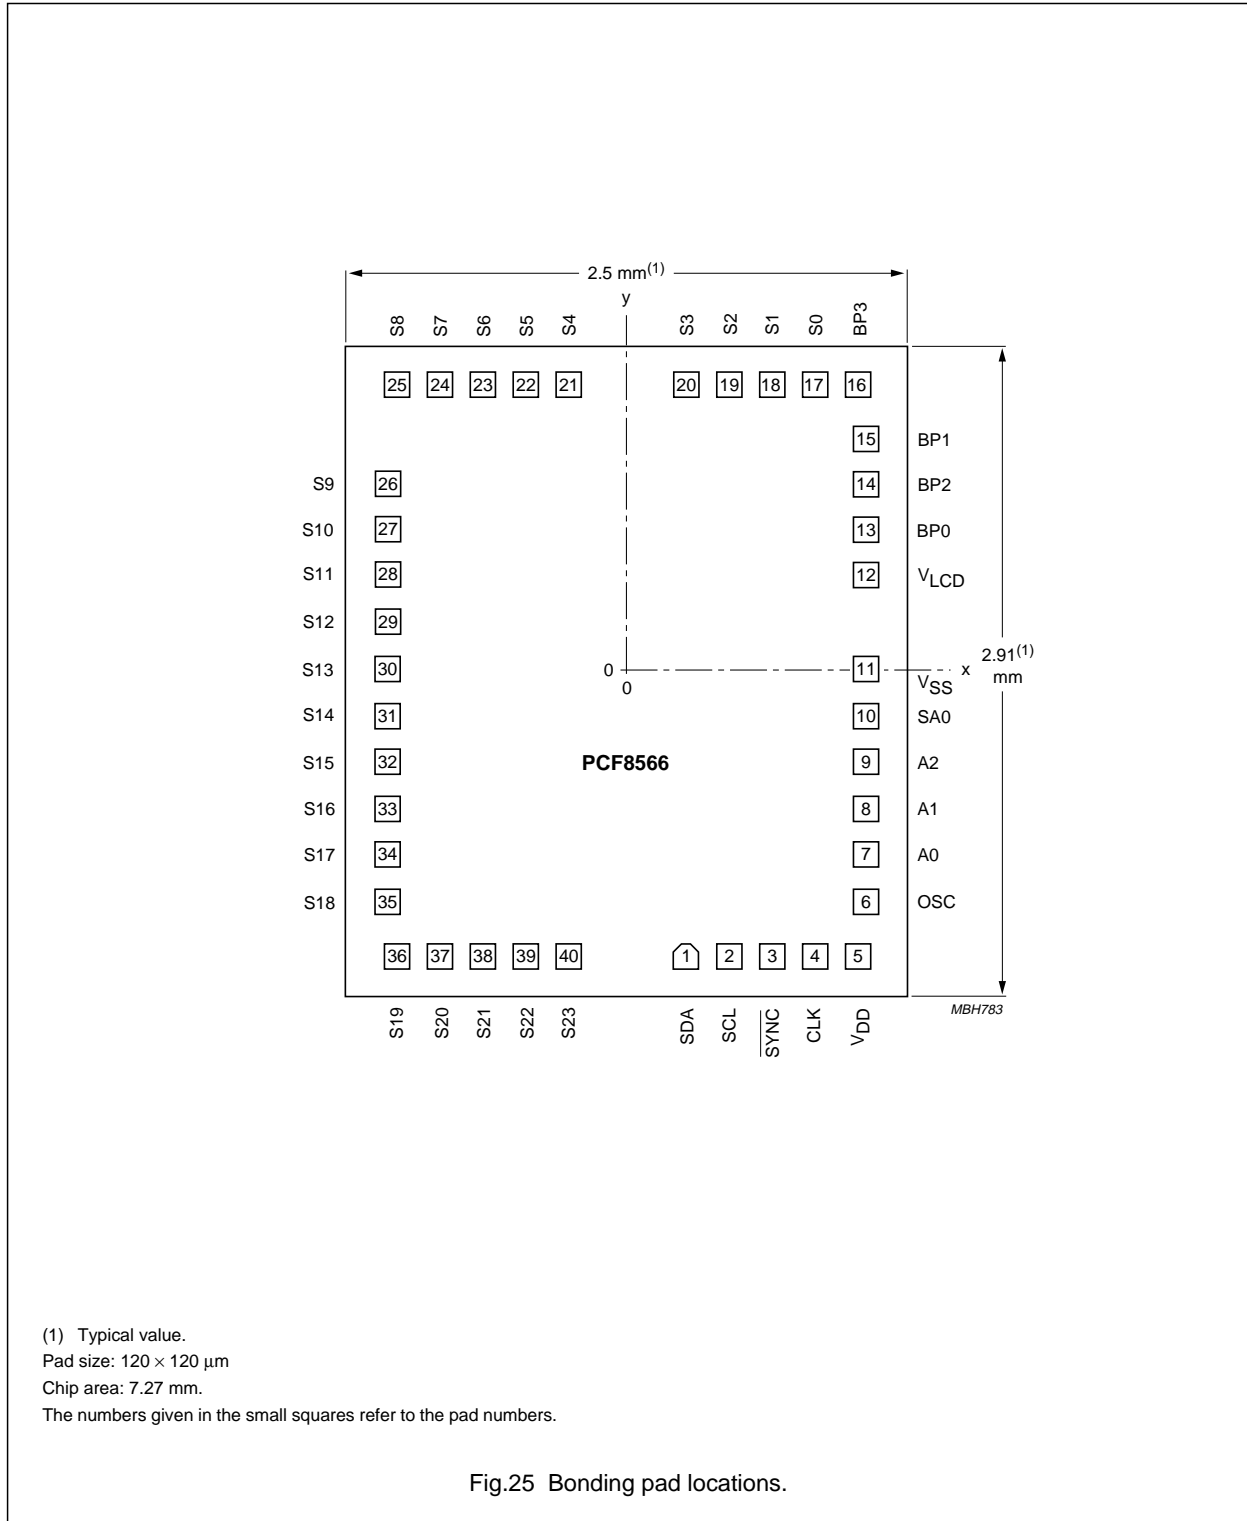 2.5 mm(1)
y
S8 S7 S6 S5 S4 S3 S2 S1 S0 BP3
25 24 23 22 21 20 19 18 17 16
15 BP1
S9 26 14 BP2
S10 27 13 BP0
S11 28 12 VLCD
S12 29
S13 30 0 0 11 VSS x 2.91(1) mm
S14 31 10 SA0
S15 32 PCF8566 9 A2
S16 33 8 A1
S17 34 7 A0
S18 35 6 OSC
36 37 38 39 40 1 2 3 4 5
S19 S20 S21 S22 S23 SDA SCL SYNC CLK VDD
MBH783
(1) Typical value.
Pad size: 120 × 120 μm
Chip area: 7.27 mm.
The numbers given in the small squares refer to the pad numbers.
Fig.25 Bonding pad locations.